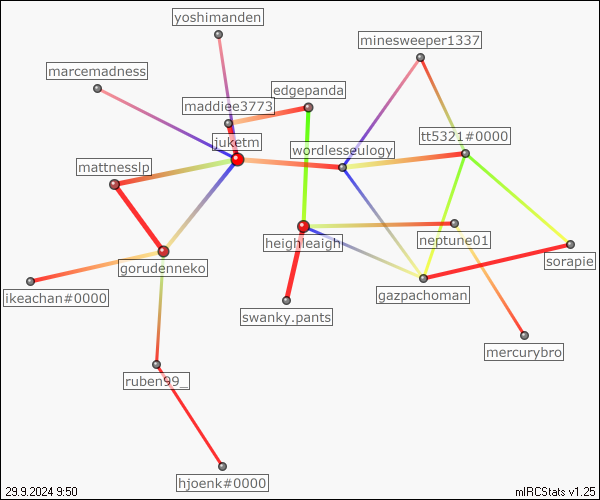 yoshimanden
minesweeper1337
marcemadness
edgepanda
maddiee3773
juketm
wordlesseulogy
tt5321#0000
mattnesslp
heighleaigh
neptune01
sorapie
gorudenneko
ikeachan#0000
gazpachoman
swanky.pants
mercurybro
ruben99_
hjoenk#0000
29.9.2024 9:50
mIRCStats v1.25